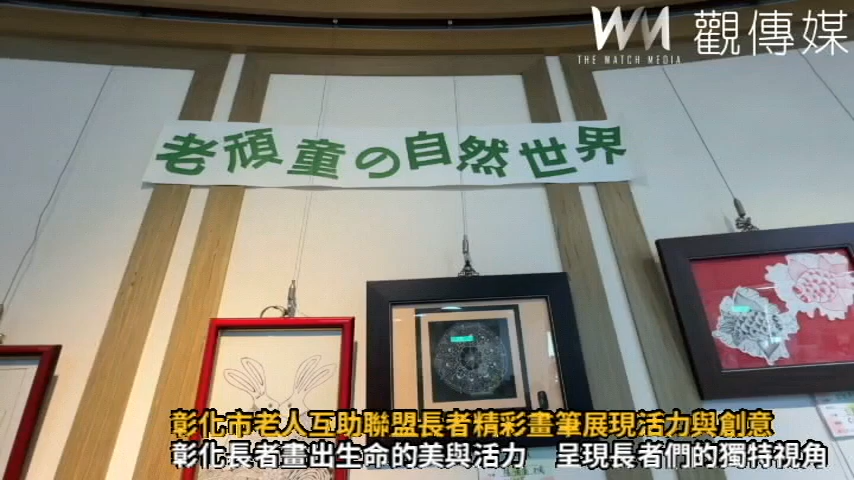 WM 觀傳媒
THE WATCH MEDIA
老頑童の自然世界
彰化市老人互助聯盟長者精彩畫筆展現活力與創意
彰化長者畫出生命的美與活力 呈現長者們的獨特視角